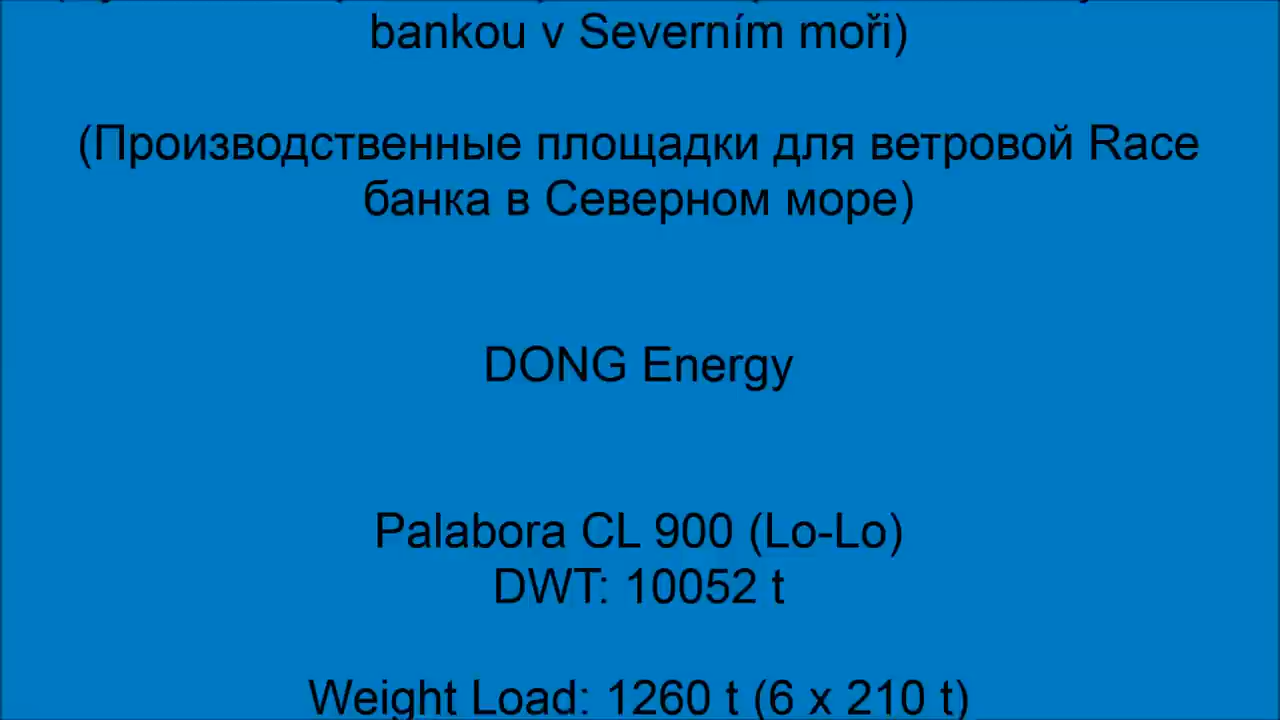 bankou v Severním moři)
(Производственные площадки для ветровой Race
банка в Северном море)
DONG Energy
Palabora CL 900 (Lo-Lo)
DWT: 10052 t
Weight Load: 1260 t (6 x 210 t)